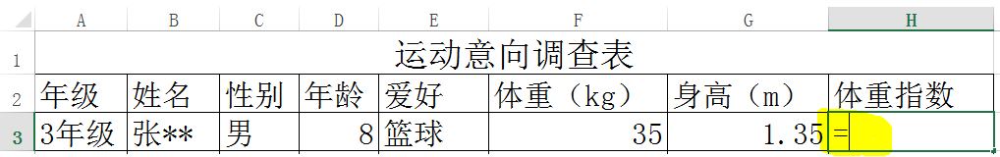 A B C D E F G H
1 运动意向调查表
2 年级 姓名 性别 年龄 爱好 体重（kg） 身高（m） 体重指数
3 3年级 张** 男 8 篮球 35 1.35 =